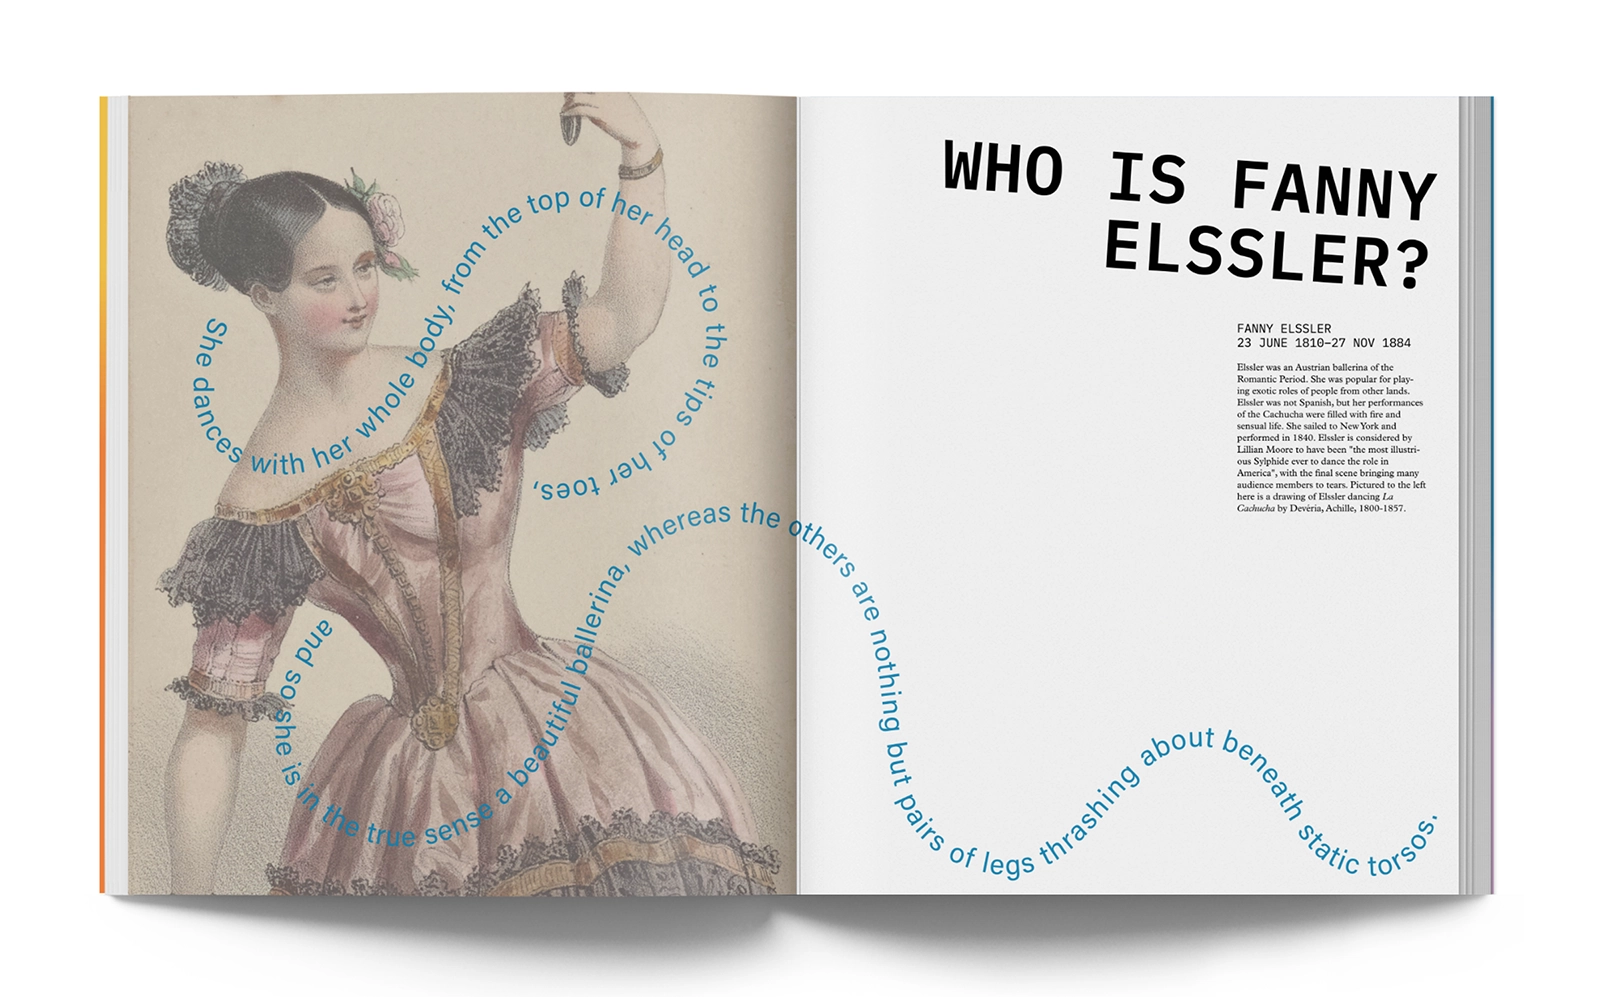 She dances with her whole body, from the top of her head to the tips of her toes,
and so she is in the true sense a beautiful ballerina, whereas the others are nothing but pairs of legs thrashing about beneath static torsos.
WHO IS FANNY
ELSSLER?
FANNY ELSSLER
23 JUNE 1810–27 NOV 1884
Elssler was an Austrian ballerina of the
Romantic Period. She was popular for play-
ing exotic roles of people from other lands.
Elssler was not Spanish, but her performances
of the Cachucha were filled with fire and
sensual life. She sailed to New York and
performed in 1840. Elssler is considered by
Lillian Moore to have been "the most illustri-
ous Sylphide ever to dance the role in
America", with the final scene bringing many
audience members to tears. Pictured to the left
here is a drawing of Elssler dancing La
Cachucha by Devéria, Achille, 1800-1857.